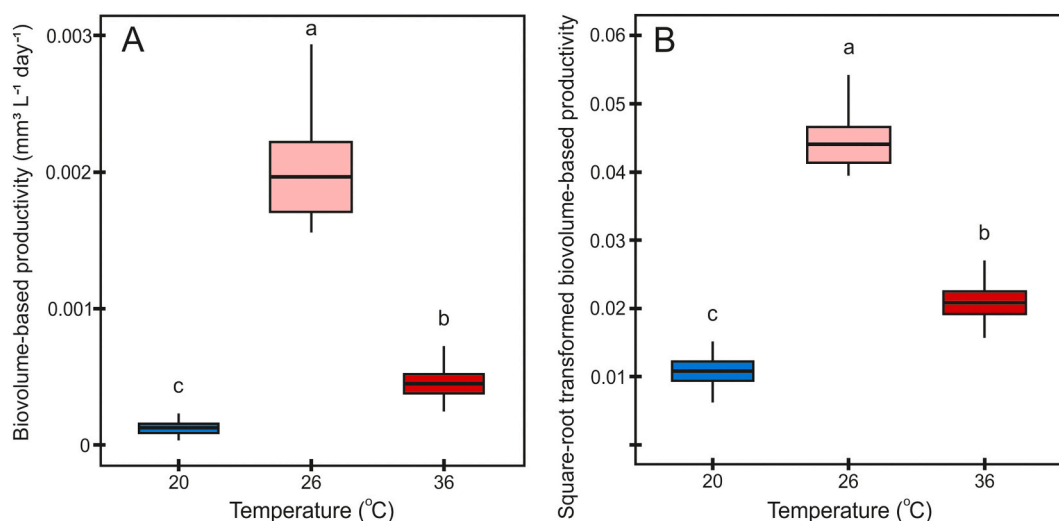 Biovolume-based productivity (mm³ L⁻¹ day⁻¹)
A
0.003
0.002
0.001
0
a
b
c
20
26
36
Temperature (°C)
Square-root transformed biovolume-based productivity
B
0.06
0.05
0.04
0.03
0.02
0.01
a
b
c
20
26
36
Temperature (°C)